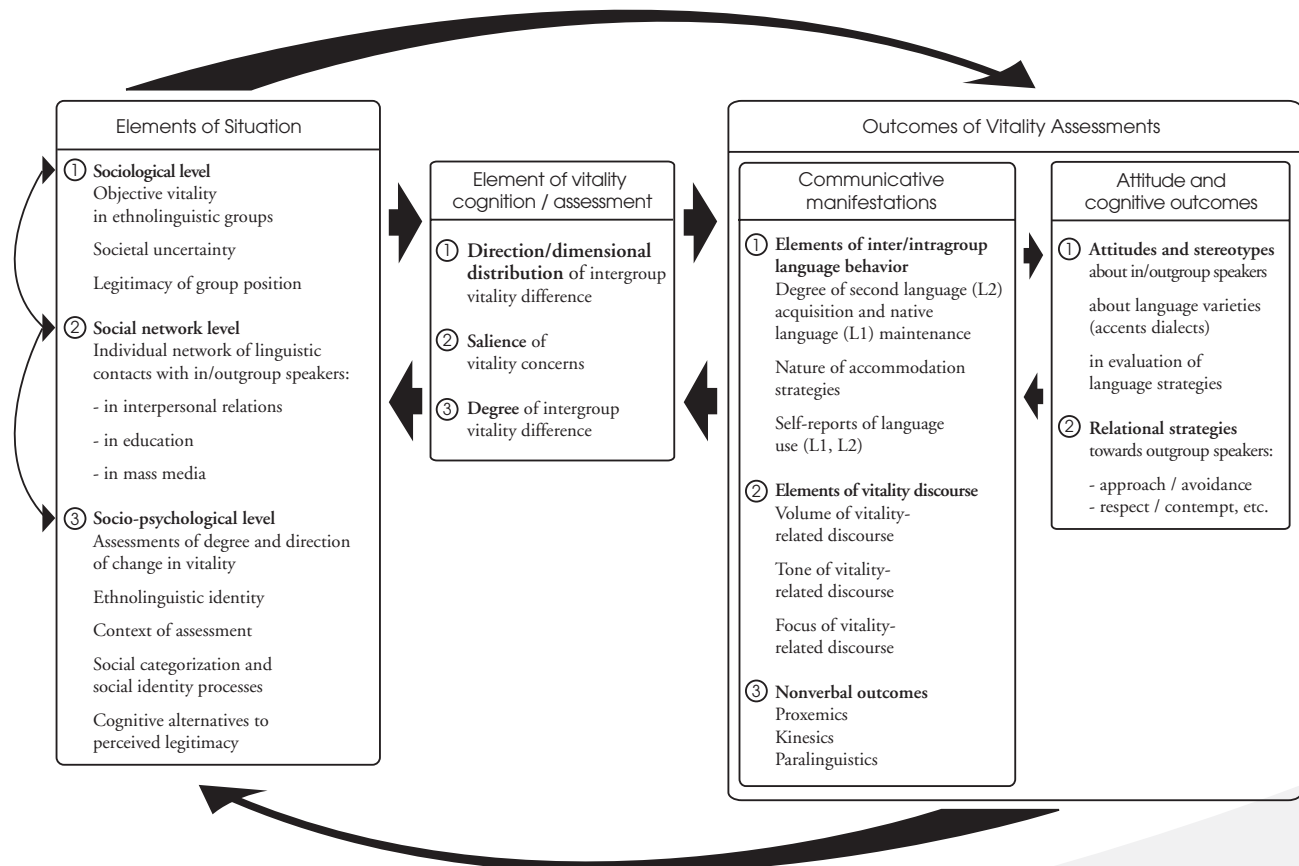 Elements of Situation
① Sociological level
Objective vitality
in ethnolinguistic groups
Societal uncertainty
Legitimacy of group position
② Social network level
Individual network of linguistic
contacts with in/outgroup speakers:
- in interpersonal relations
- in education
- in mass media
③ Socio-psychological level
Assessments of degree and direction
of change in vitality
Ethnolinguistic identity
Context of assessment
Social categorization and
social identity processes
Cognitive alternatives to
perceived legitimacy
Element of vitality
cognition / assessment
① Direction/dimensional
distribution of intergroup
vitality difference
② Salience of
vitality concerns
③ Degree of intergroup
vitality difference
Outcomes of Vitality Assessments
Communicative
manifestations
① Elements of inter/intragroup
language behavior
Degree of second language (L2)
acquisition and native
language (L1) maintenance
Nature of accommodation
strategies
Self-reports of language
use (L1, L2)
② Elements of vitality discourse
Volume of vitality-
related discourse
Tone of vitality-
related discourse
Focus of vitality-
related discourse
③ Nonverbal outcomes
Proxemics
Kinesics
Paralinguistics
Attitude and
cognitive outcomes
① Attitudes and stereotypes
about in/outgroup speakers
about language varieties
(accents dialects)
in evaluation of
language strategies
② Relational strategies
towards outgroup speakers:
- approach / avoidance
- respect / contempt, etc.